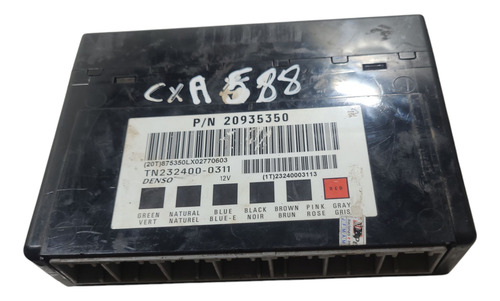 CXA E88
P/N 20935350
(20T)875350LX02770603
TN232400-0311
DENSO
12V
(1T)23240003113
GREEN NATURAL BLUE BLACK BROWN PINK GRAY
VERT NATUREL BLUE-E NOIR BRUN ROSE GRIS